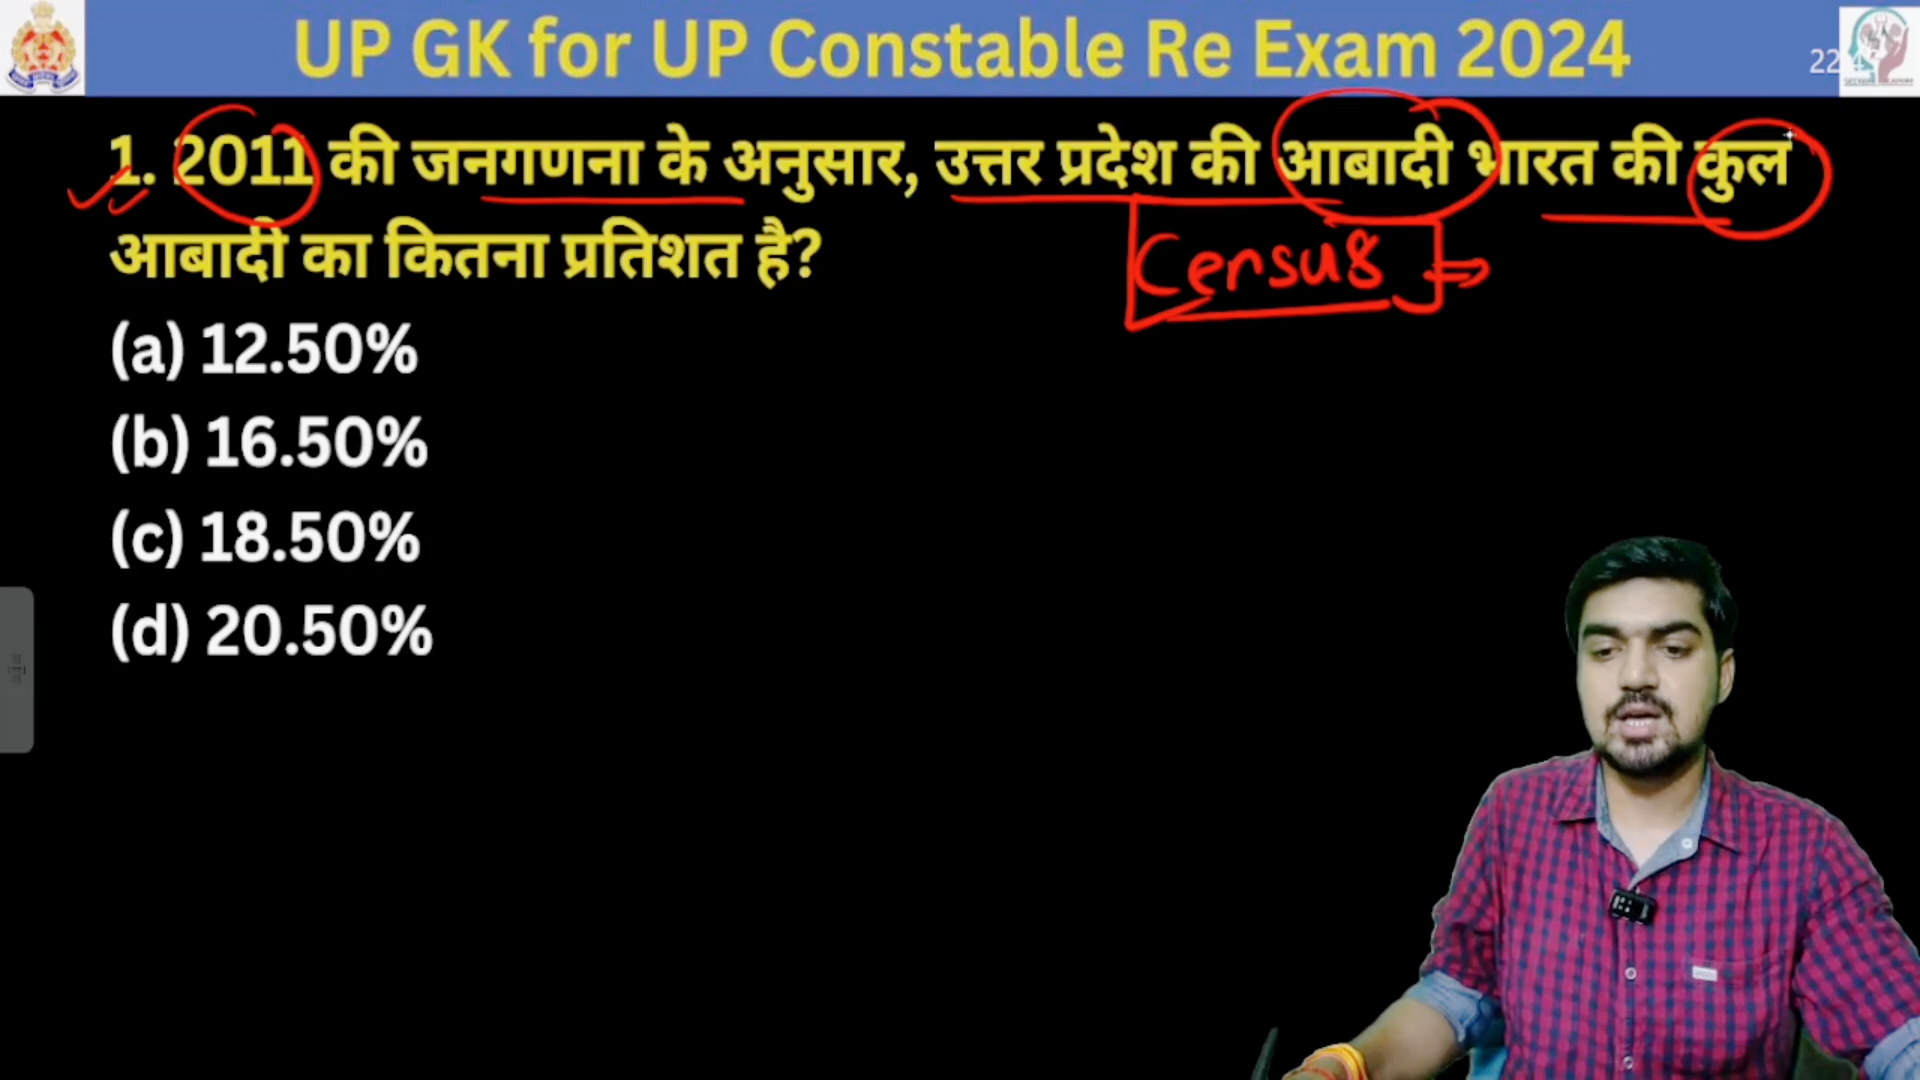 UP GK for UP Constable Re Exam 2024
22
1. 2011 की जनगणना के अनुसार, उत्तर प्रदेश की आबादी भारत की कुल
आबादी का कितना प्रतिशत है?
Census
(a) 12.50%
(b) 16.50%
(c) 18.50%
(d) 20.50%